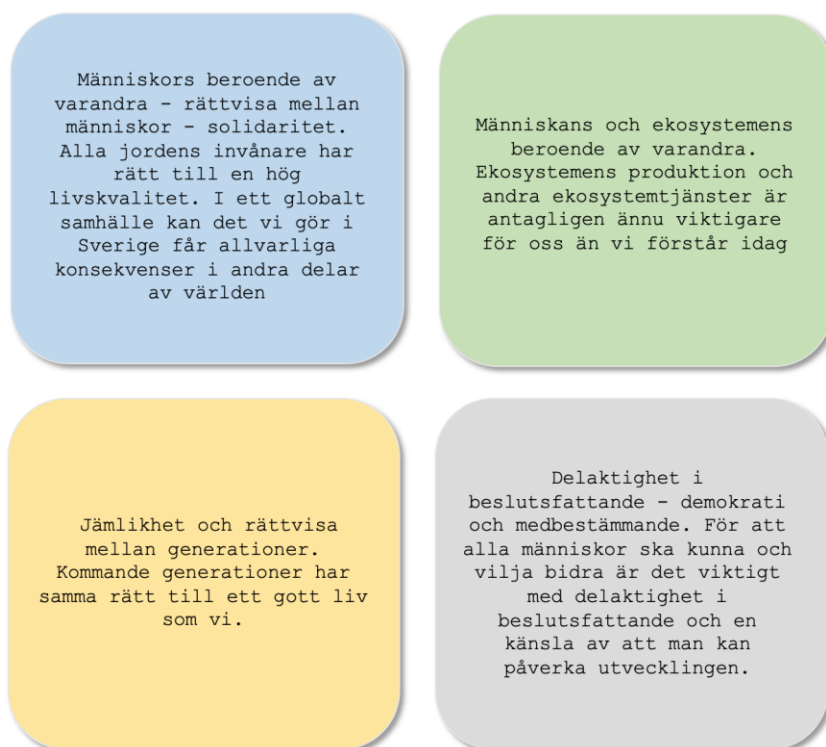 Människors beroende av
varandra - rättvisa mellan
människor - solidaritet.
Alla jordens invånare har
rätt till en hög
livskvalitet. I ett globalt
samhälle kan det vi gör i
Sverige får allvarliga
konsekvenser i andra delar
av världen
Människans och ekosystemens
beroende av varandra.
Ekosystemens produktion och
andra ekosystemtjänster är
antagligen ännu viktigare
för oss än vi förstår idag
Jämlikhet och rättvisa
mellan generationer.
Kommande generationer har
samma rätt till ett gott liv
som vi.
Delaktighet i
beslutsfattande - demokrati
och medbestämmande. För att
alla människor ska kunna och
vilja bidra är det viktigt
med delaktighet i
beslutsfattande och en
känsla av att man kan
påverka utvecklingen.